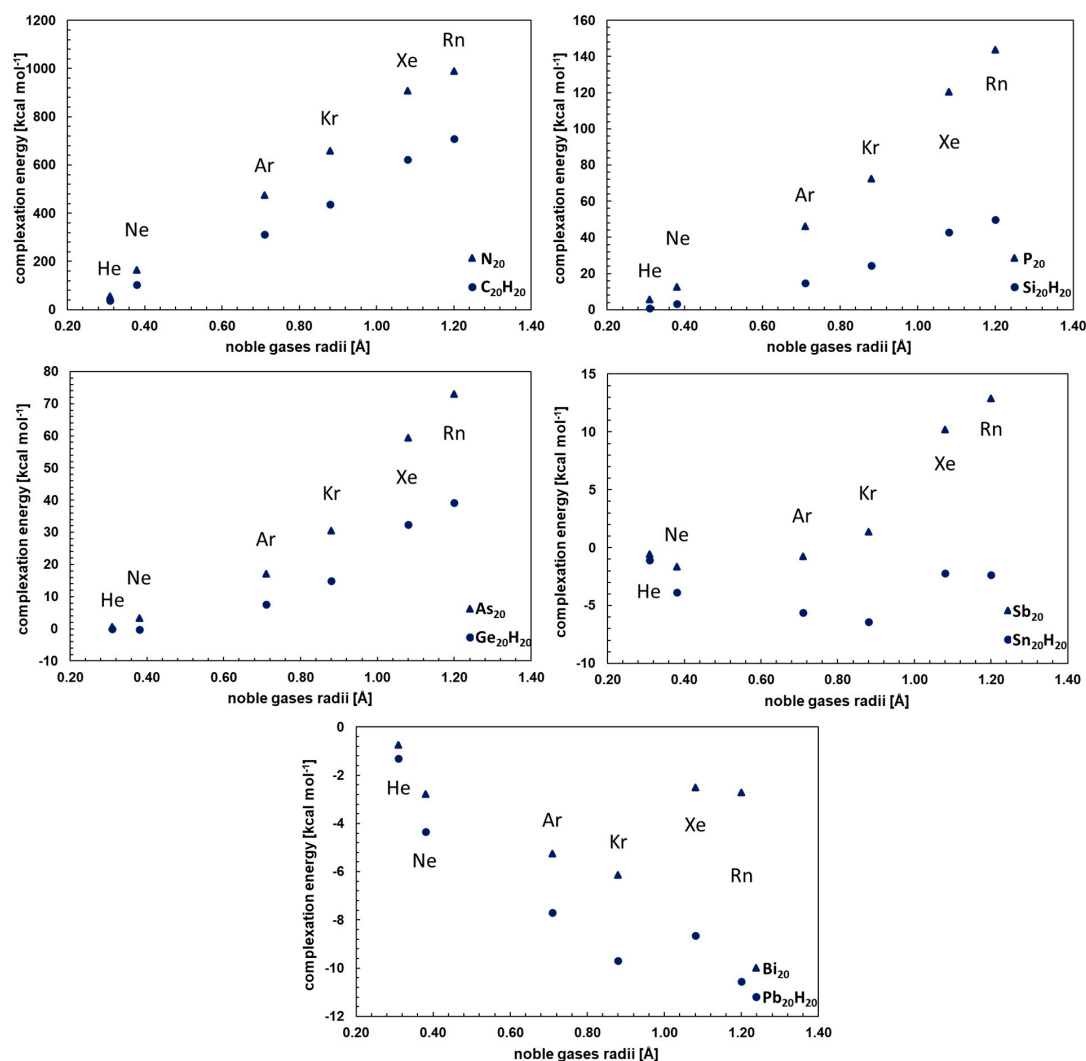 complexation energy [kcal mol⁻¹]
1200
1000
800
600
400
200
0
He
Ne
Ar
Kr
Xe
Rn
N₂₀
C₂₀H₂₀
0.20 0.40 0.60 0.80 1.00 1.20 1.40
noble gases radii [Å]
complexation energy [kcal mol⁻¹]
160
140
120
100
80
60
40
20
0
He
Ne
Ar
Kr
Xe
Rn
P₂₀
Si₂₀H₂₀
0.20 0.40 0.60 0.80 1.00 1.20 1.40
noble gases radii [Å]
complexation energy [kcal mol⁻¹]
80
70
60
50
40
30
20
10
0
-10
He
Ne
Ar
Kr
Xe
Rn
As₂₀
Ge₂₀H₂₀
0.20 0.40 0.60 0.80 1.00 1.20 1.40
noble gases radii [Å]
complexation energy [kcal mol⁻¹]
15
10
5
0
-5
-10
He
Ne
Ar
Kr
Xe
Rn
Sb₂₀
Sn₂₀H₂₀
0.20 0.40 0.60 0.80 1.00 1.20 1.40
noble gases radii [Å]
complexation energy [kcal mol⁻¹]
0
-2
-4
-6
-8
-10
-12
He
Ne
Ar
Kr
Xe
Rn
Bi₂₀
Pb₂₀H₂₀
0.20 0.40 0.60 0.80 1.00 1.20 1.40
noble gases radii [Å]